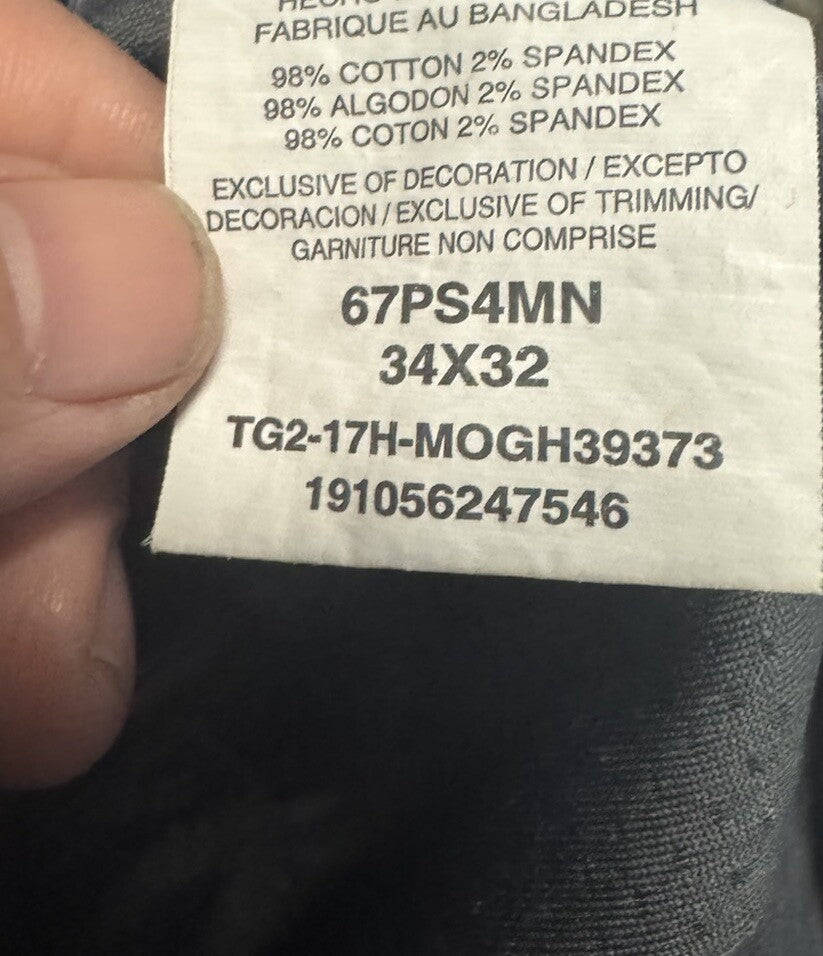 FABRIQUE AU BANGLADESH
98% COTTON 2% SPANDEX
98% ALGODON 2% SPANDEX
98% COTON 2% SPANDEX
EXCLUSIVE OF DECORATION / EXCEPTO
DECORACION / EXCLUSIVE OF TRIMMING/
GARNITURE NON COMPRISE
67PS4MN
34X32
TG2-17H-MOGH39373
191056247546